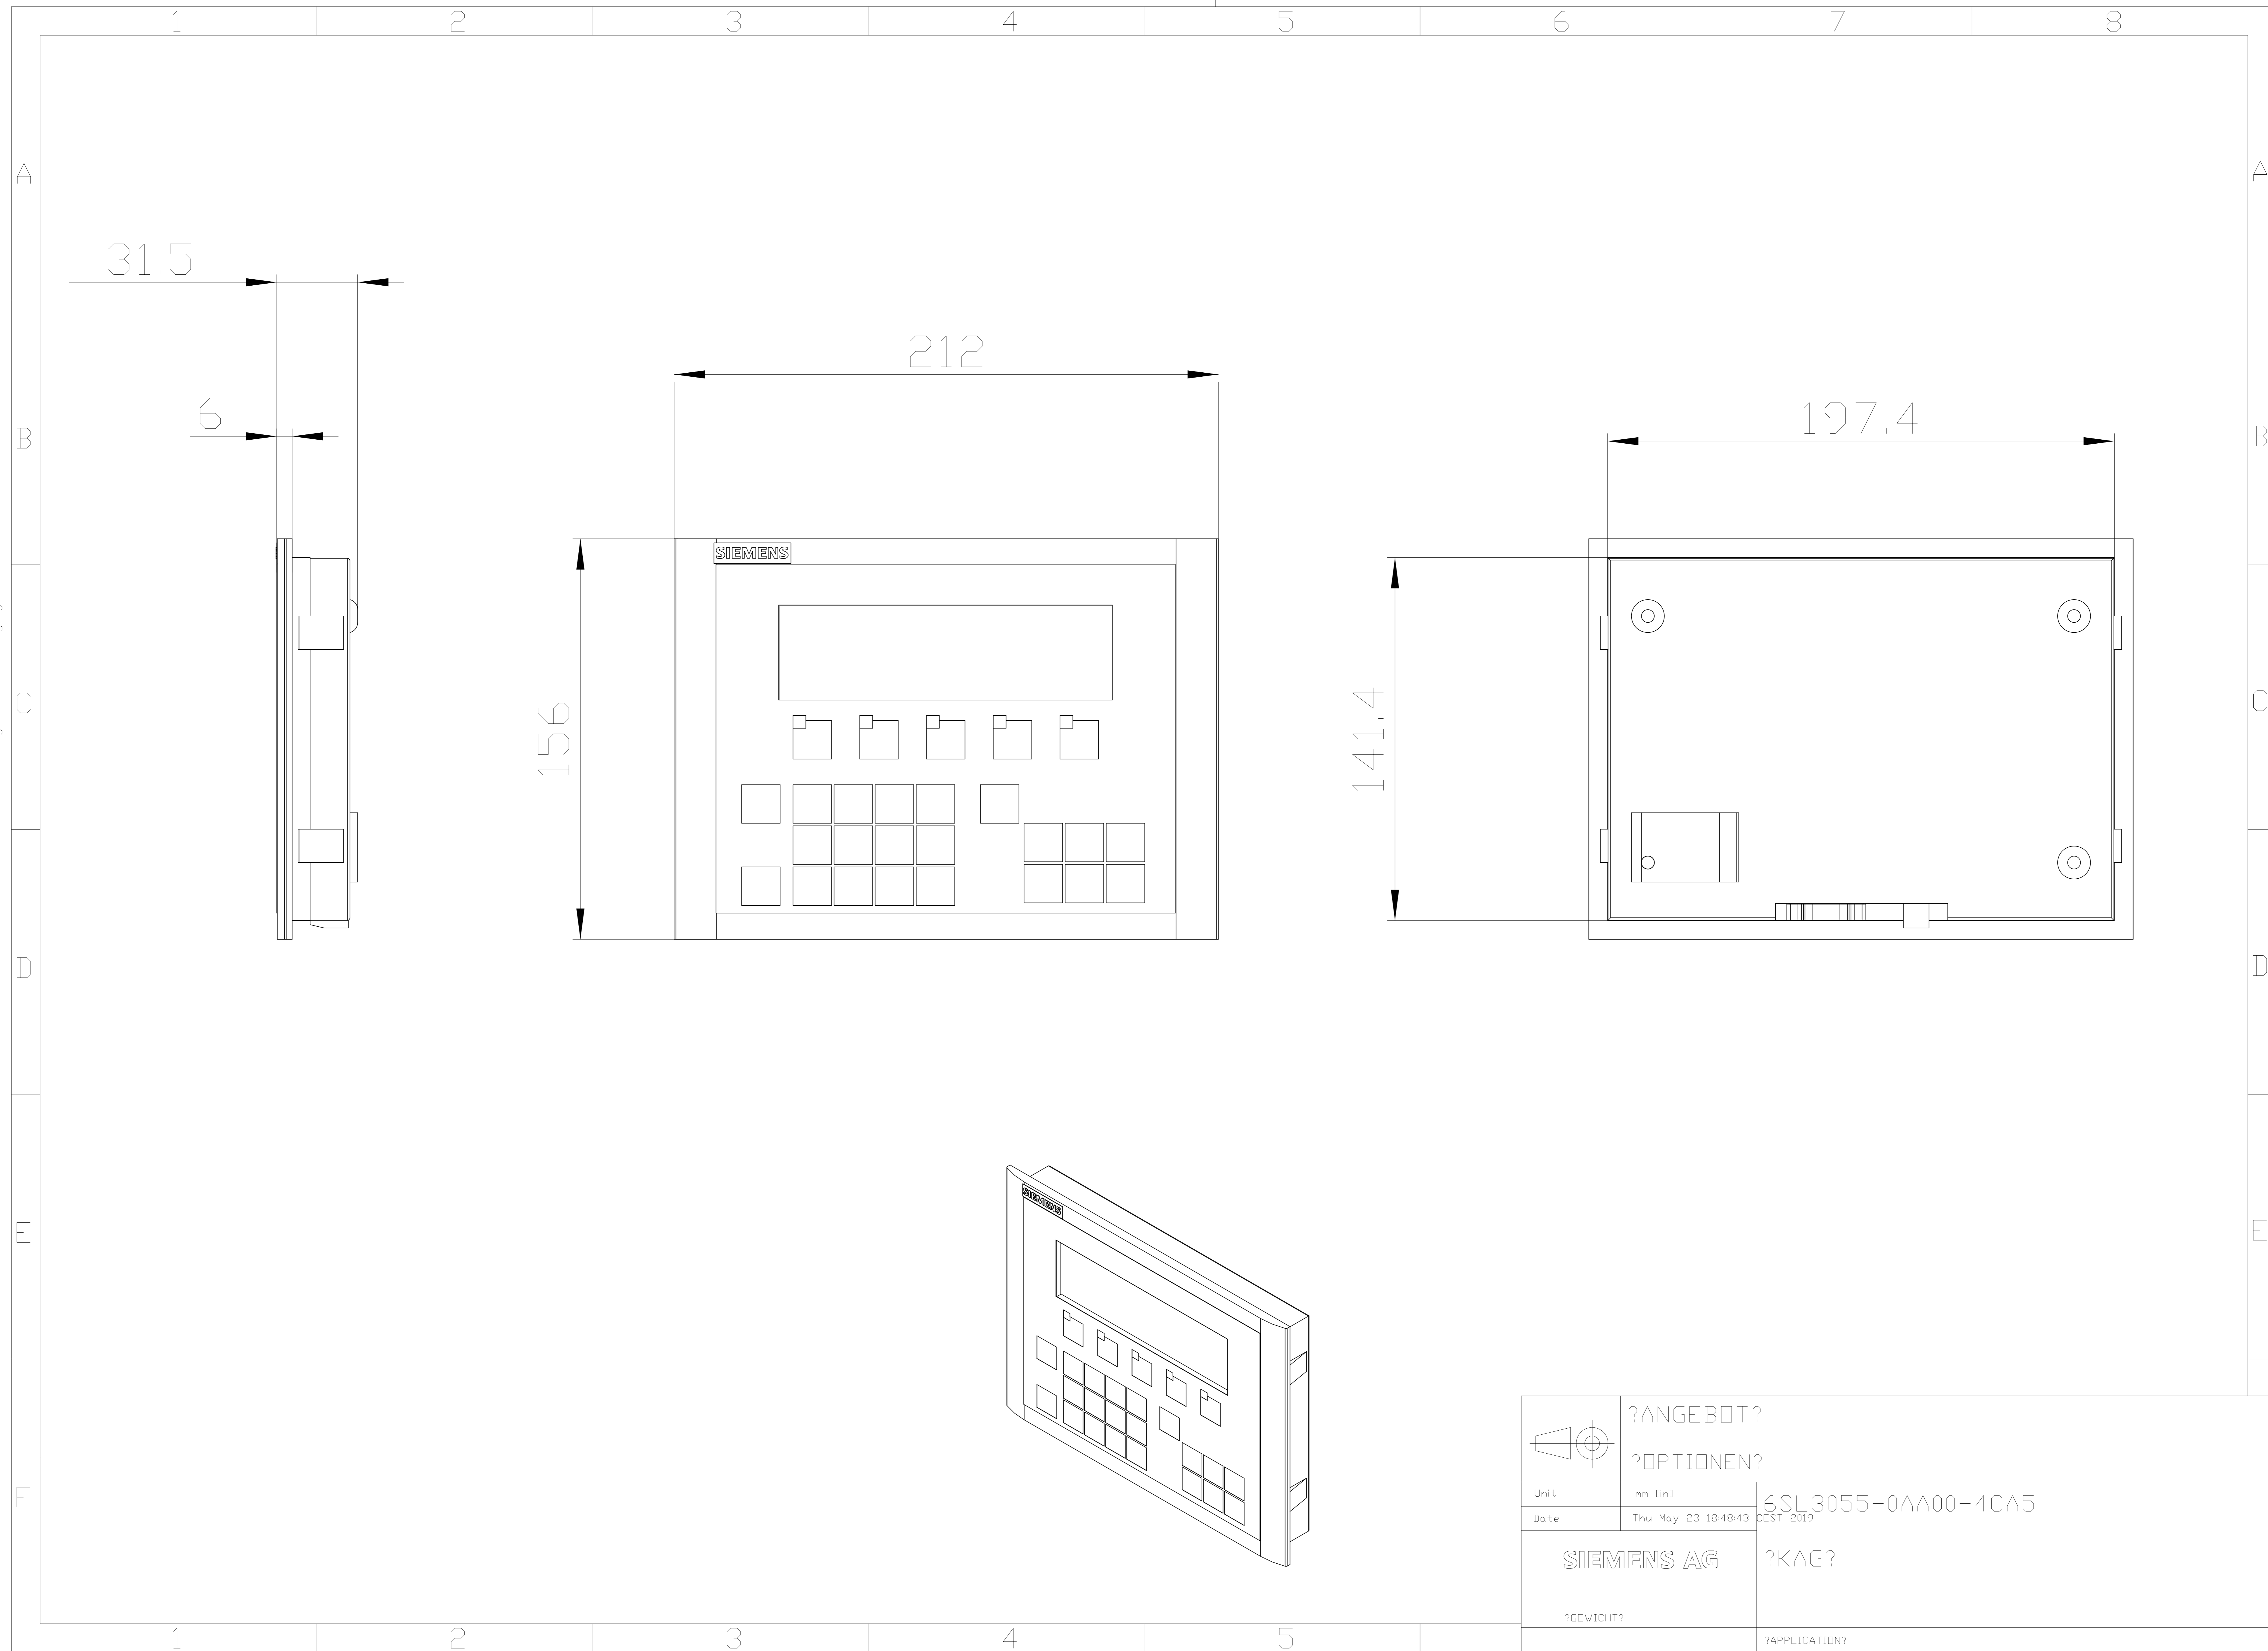 1 2 3 4 5 6 7 8
A A
31.5
212
6
197.4
B B
SIEMENS
156
141.4
C C
D D
SIEMENS
E E
?ANGEBOT?
?OPTIONEN?
F
Unit mm [in]
6SL3055-0AA00-4CA5
Date Thu May 23 18:48:43 CEST 2019
SIEMENS AG
?KAG?
?GEWICHT?
?APPLICATION?
1 2 3 4 5